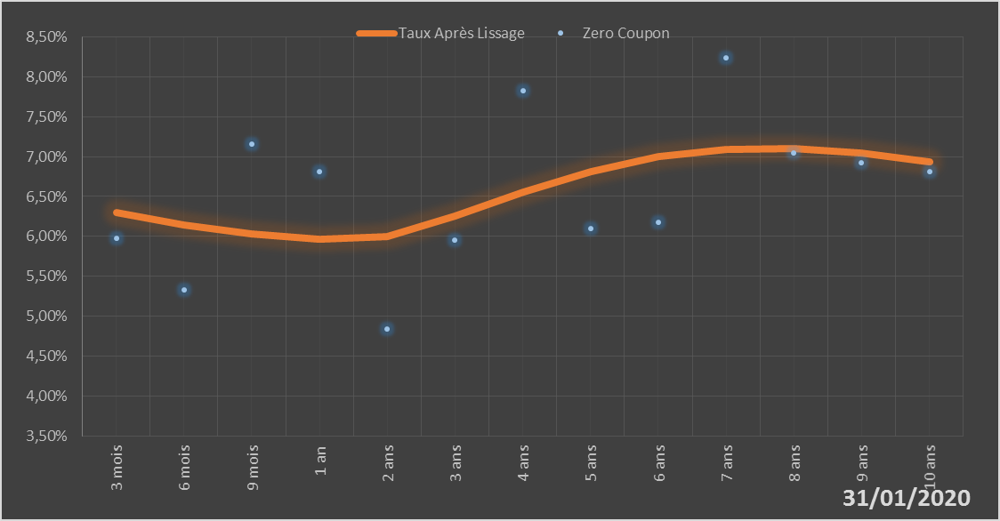 Taux Après Lissage
Zero Coupon
8,50%
8,00%
7,50%
7,00%
6,50%
6,00%
5,50%
5,00%
4,50%
4,00%
3,50%
3 mois
6 mois
9 mois
1 an
2 ans
3 ans
4 ans
5 ans
6 ans
7 ans
8 ans
9 ans
10 ans
31/01/2020